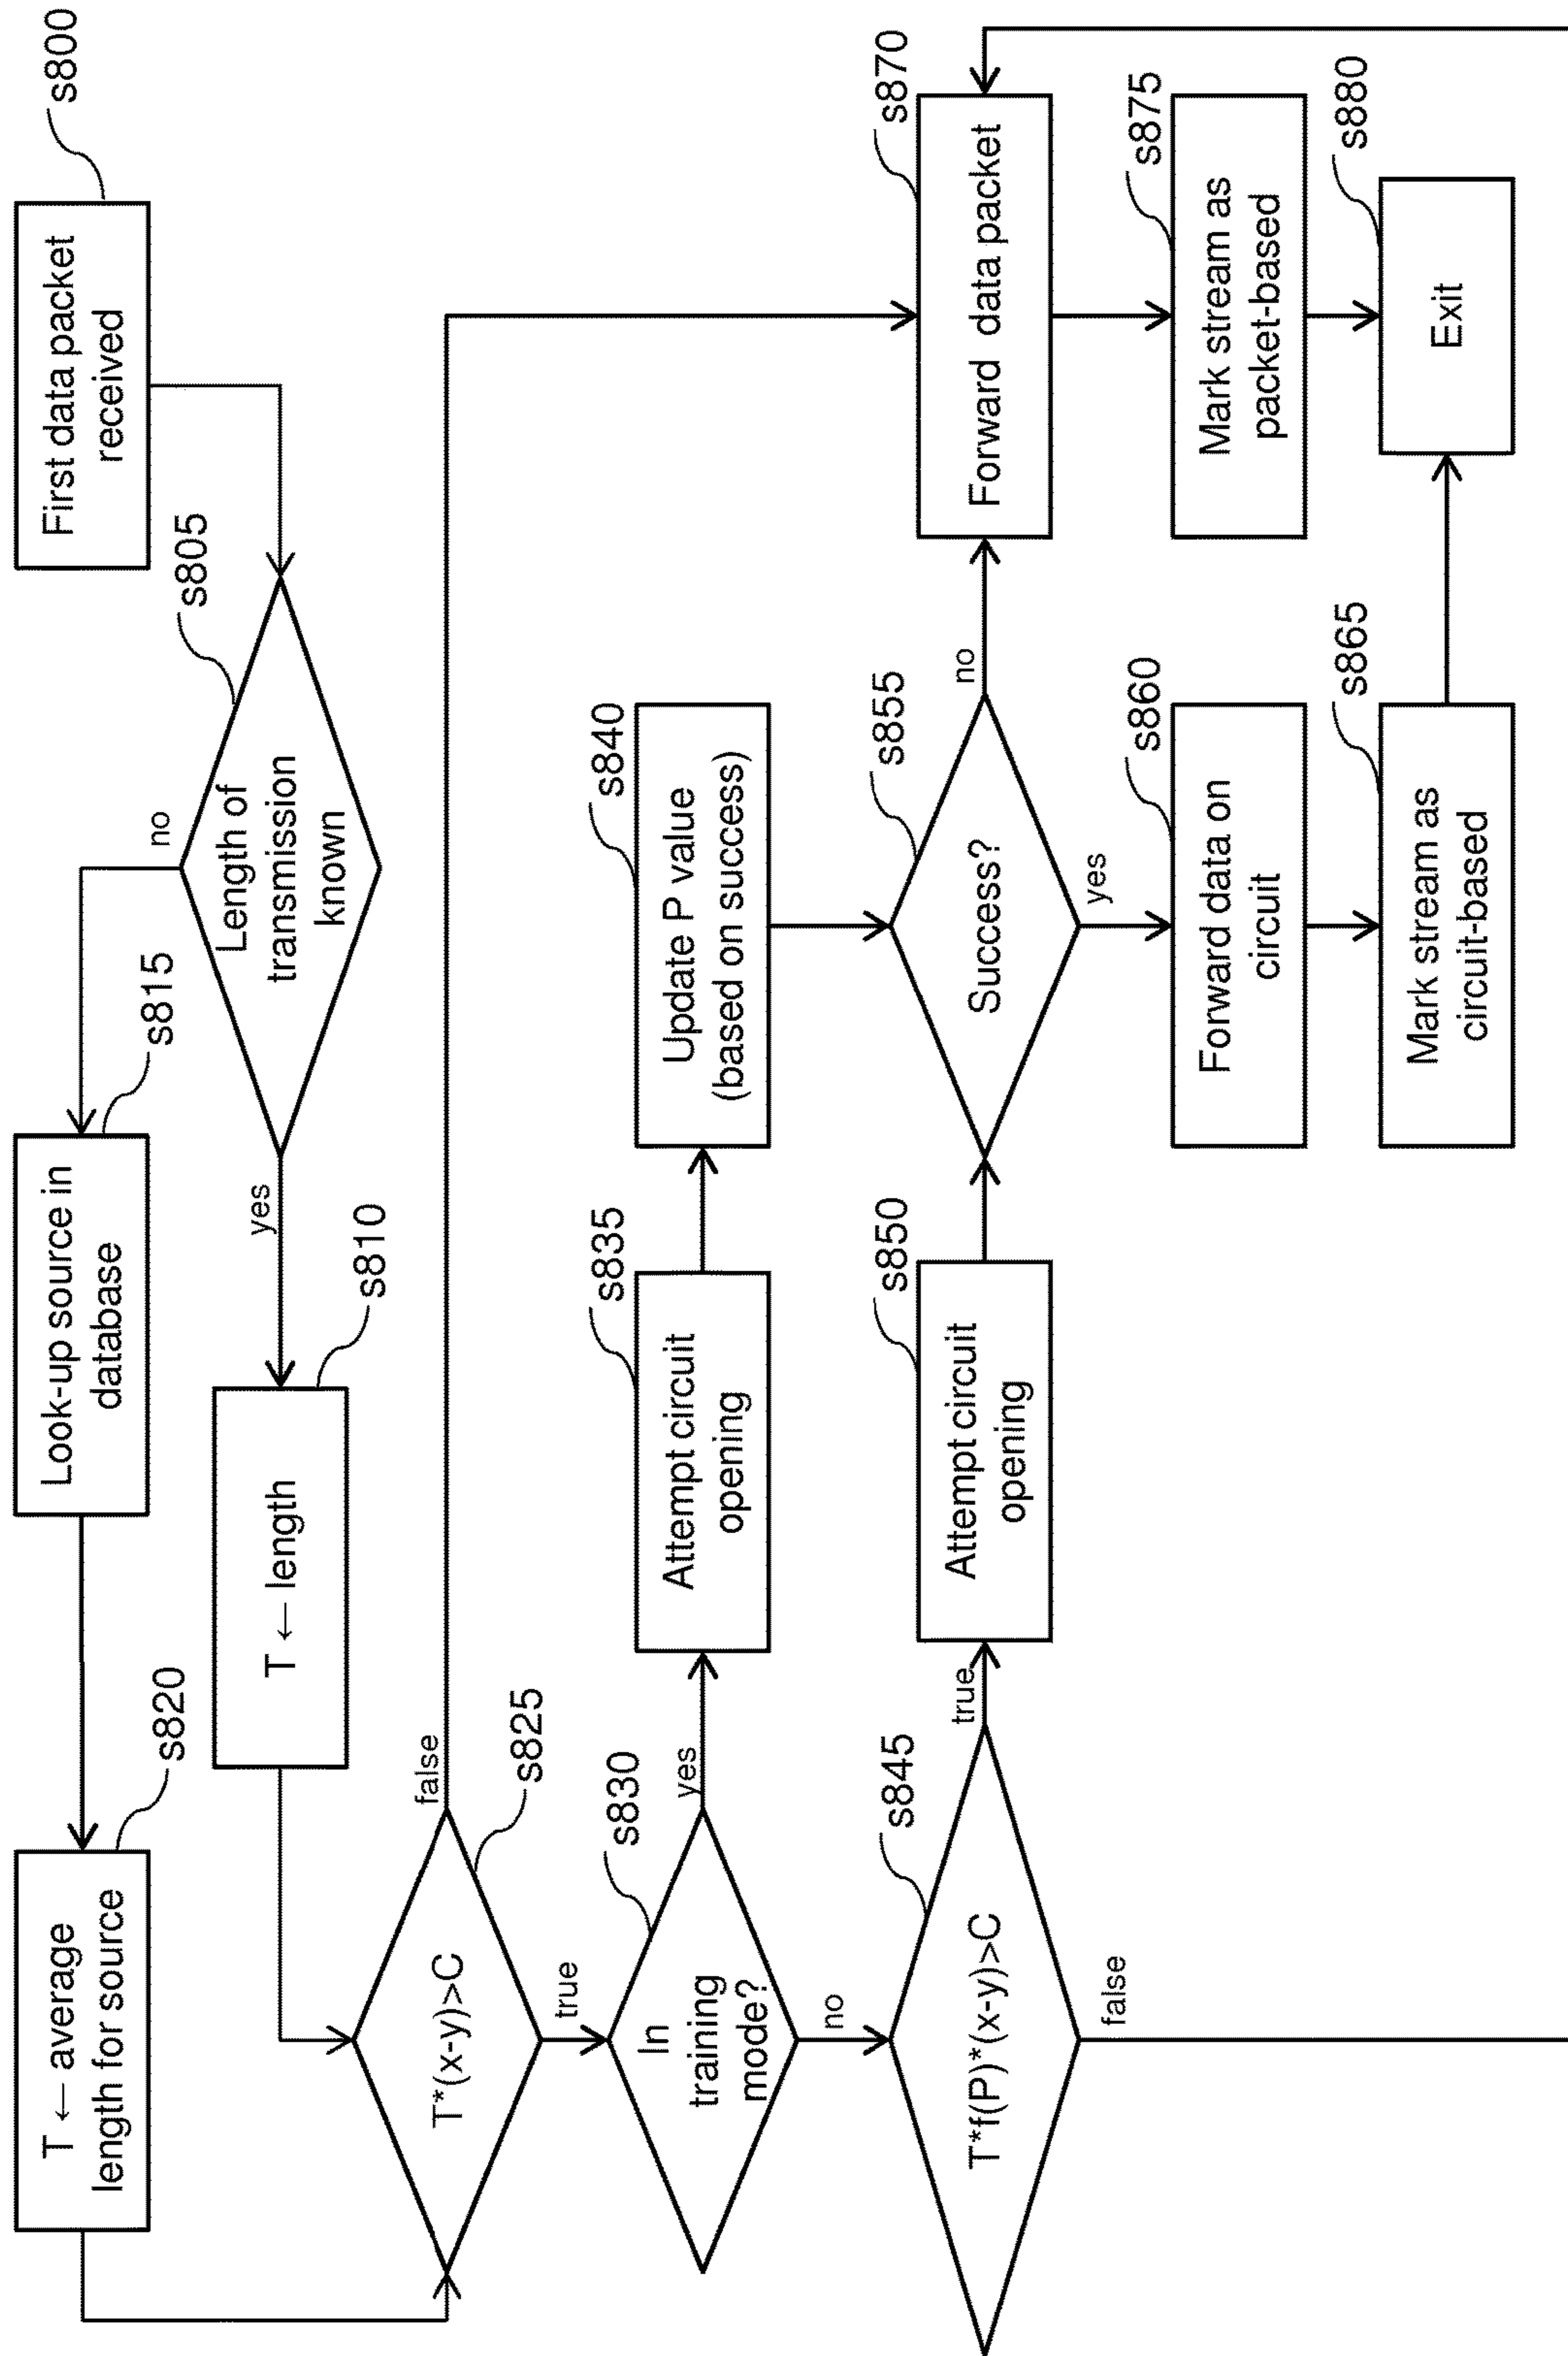 First data packet
received
s800
Length of
transmission
known
s805
no
yes
Look-up source in
database
s815
T ← length
s810
T ← average
length for source
s820
T*(x-y)>C
s825
false
true
In
training
mode?
s830
yes
no
Attempt circuit
opening
s835
Update P value
(based on success)
s840
T*f(P)*(x-y)>C
s845
true
false
Attempt circuit
opening
s850
Success?
s855
no
yes
Forward data on
circuit
s860
Mark stream as
circuit-based
s865
Forward data packet
s870
Mark stream as
packet-based
s875
Exit
s880